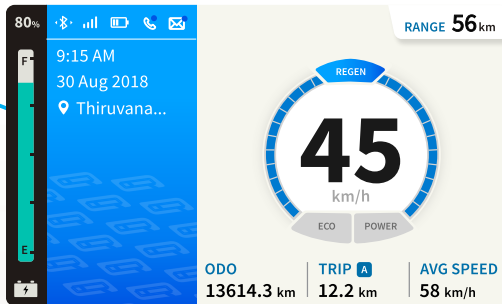 80%
F
E
9:15 AM
30 Aug 2018
Thiruvana...
RANGE 56 km
REGEN
45
km/h
ECO POWER
ODO
13614.3 km
TRIP A
12.2 km
AVG SPEED
58 km/h